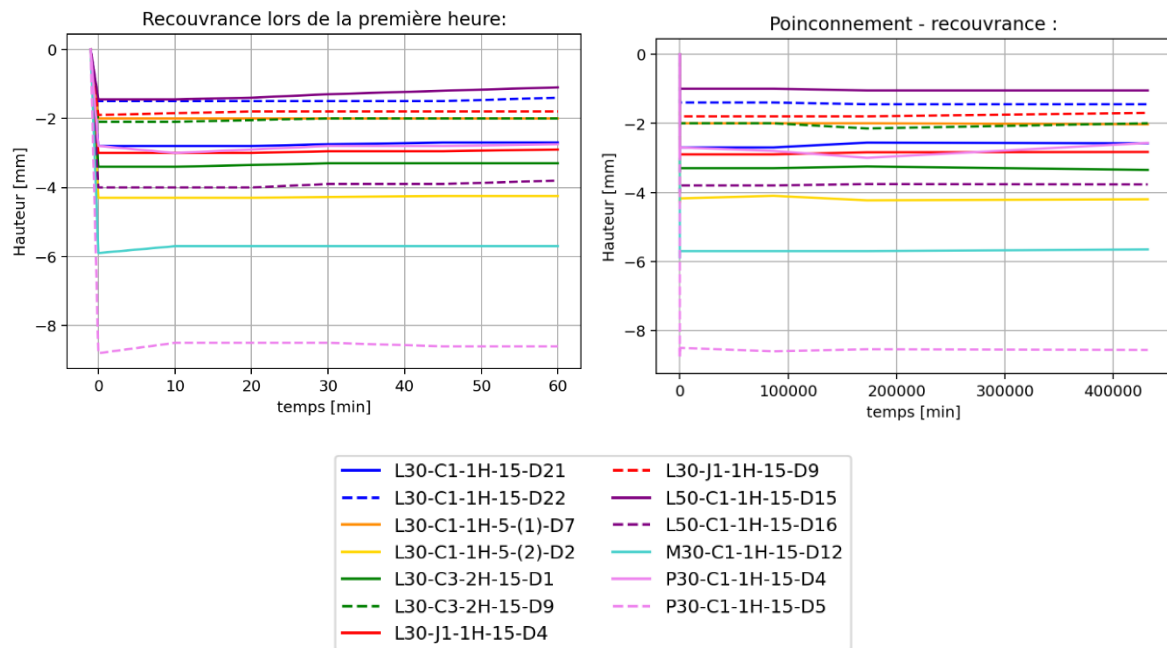 Recouvrance lors de la première heure:
Poinconnement - recouvrance :
Hauteur [mm]
0
−2
−4
−6
−8
0 10 20 30 40 50 60
temps [min]
Hauteur [mm]
0
−2
−4
−6
−8
0 100000 200000 300000 400000
temps [min]
L30-C1-1H-15-D21
L30-C1-1H-15-D22
L30-C1-1H-5-(1)-D7
L30-C1-1H-5-(2)-D2
L30-C3-2H-15-D1
L30-C3-2H-15-D9
L30-J1-1H-15-D4
L30-J1-1H-15-D9
L50-C1-1H-15-D15
L50-C1-1H-15-D16
M30-C1-1H-15-D12
P30-C1-1H-15-D4
P30-C1-1H-15-D5